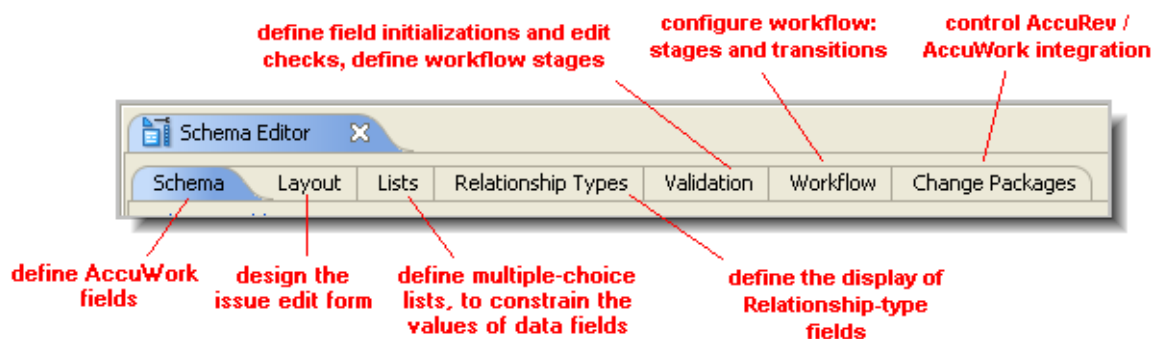 define field initializations and edit
checks, define workflow stages
configure workflow:
stages and transitions
control AccuRev /
AccuWork integration
Schema Editor
Schema Layout Lists Relationship Types Validation Workflow Change Packages
define AccuWork
fields
design the
issue edit form
define multiple-choice
lists, to constrain the
values of data fields
define the display of
Relationship-type
fields